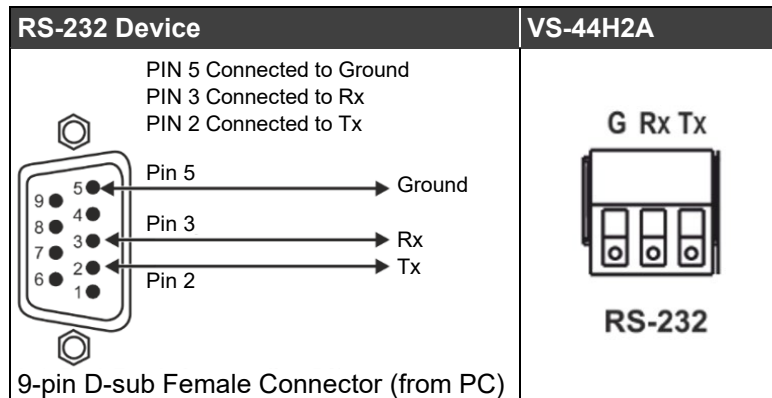 RS-232 Device
VS-44H2A
PIN 5 Connected to Ground
PIN 3 Connected to Rx
PIN 2 Connected to Tx
G Rx Tx
Pin 5
Ground
5
9
4
8
Pin 3
3
Rx
7
2
Tx
6
Pin 2
1
RS-232
9-pin D-sub Female Connector (from PC)